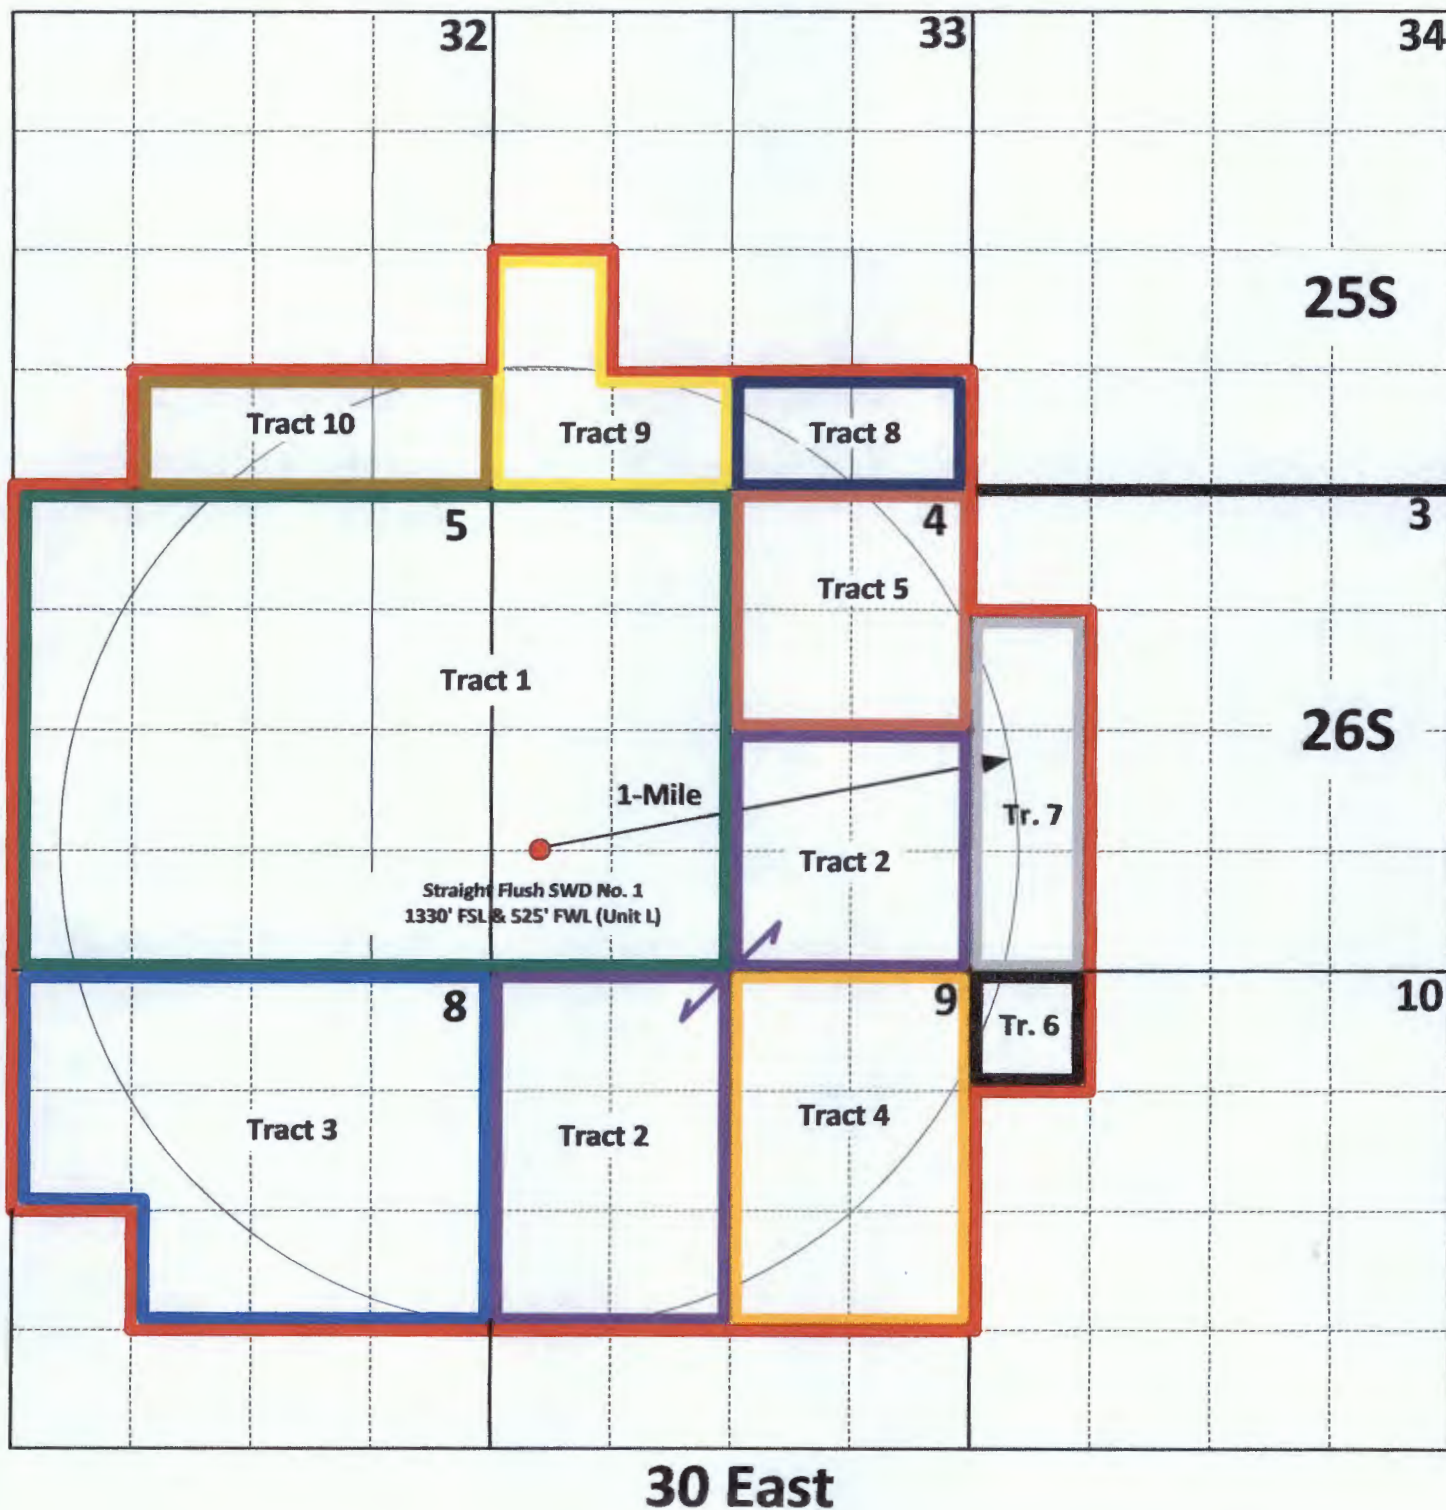 32
33
34
25S
Tract 10
Tract 9
Tract 8
5
4
3
Tract 5
Tract 1
26S
1-Mile
Tr. 7
Tract 2
Straight Flush SWD No. 1
1330' FSL & 525' FWL (Unit L)
8
9
10
Tr. 6
Tract 3
Tract 2
Tract 4
30 East